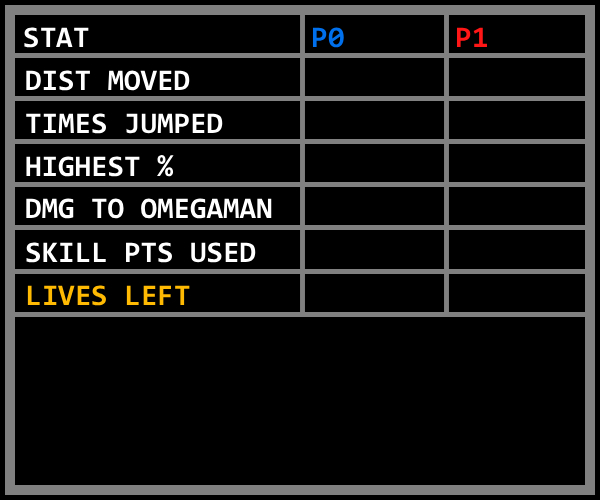 STAT P0 P1
DIST MOVED
TIMES JUMPED
HIGHEST %
DMG TO OMEGAMAN
SKILL PTS USED
LIVES LEFT